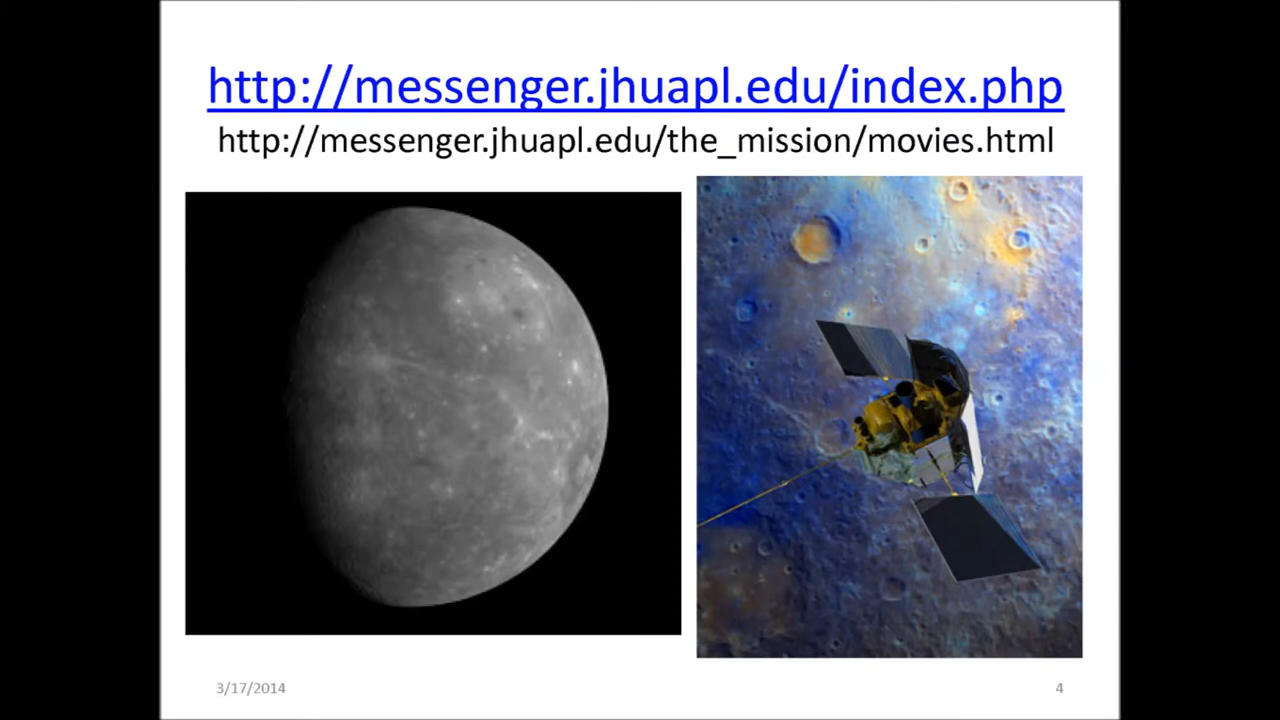 http://messenger.jhuapl.edu/index.php
http://messenger.jhuapl.edu/the_mission/movies.html
3/17/2014
4